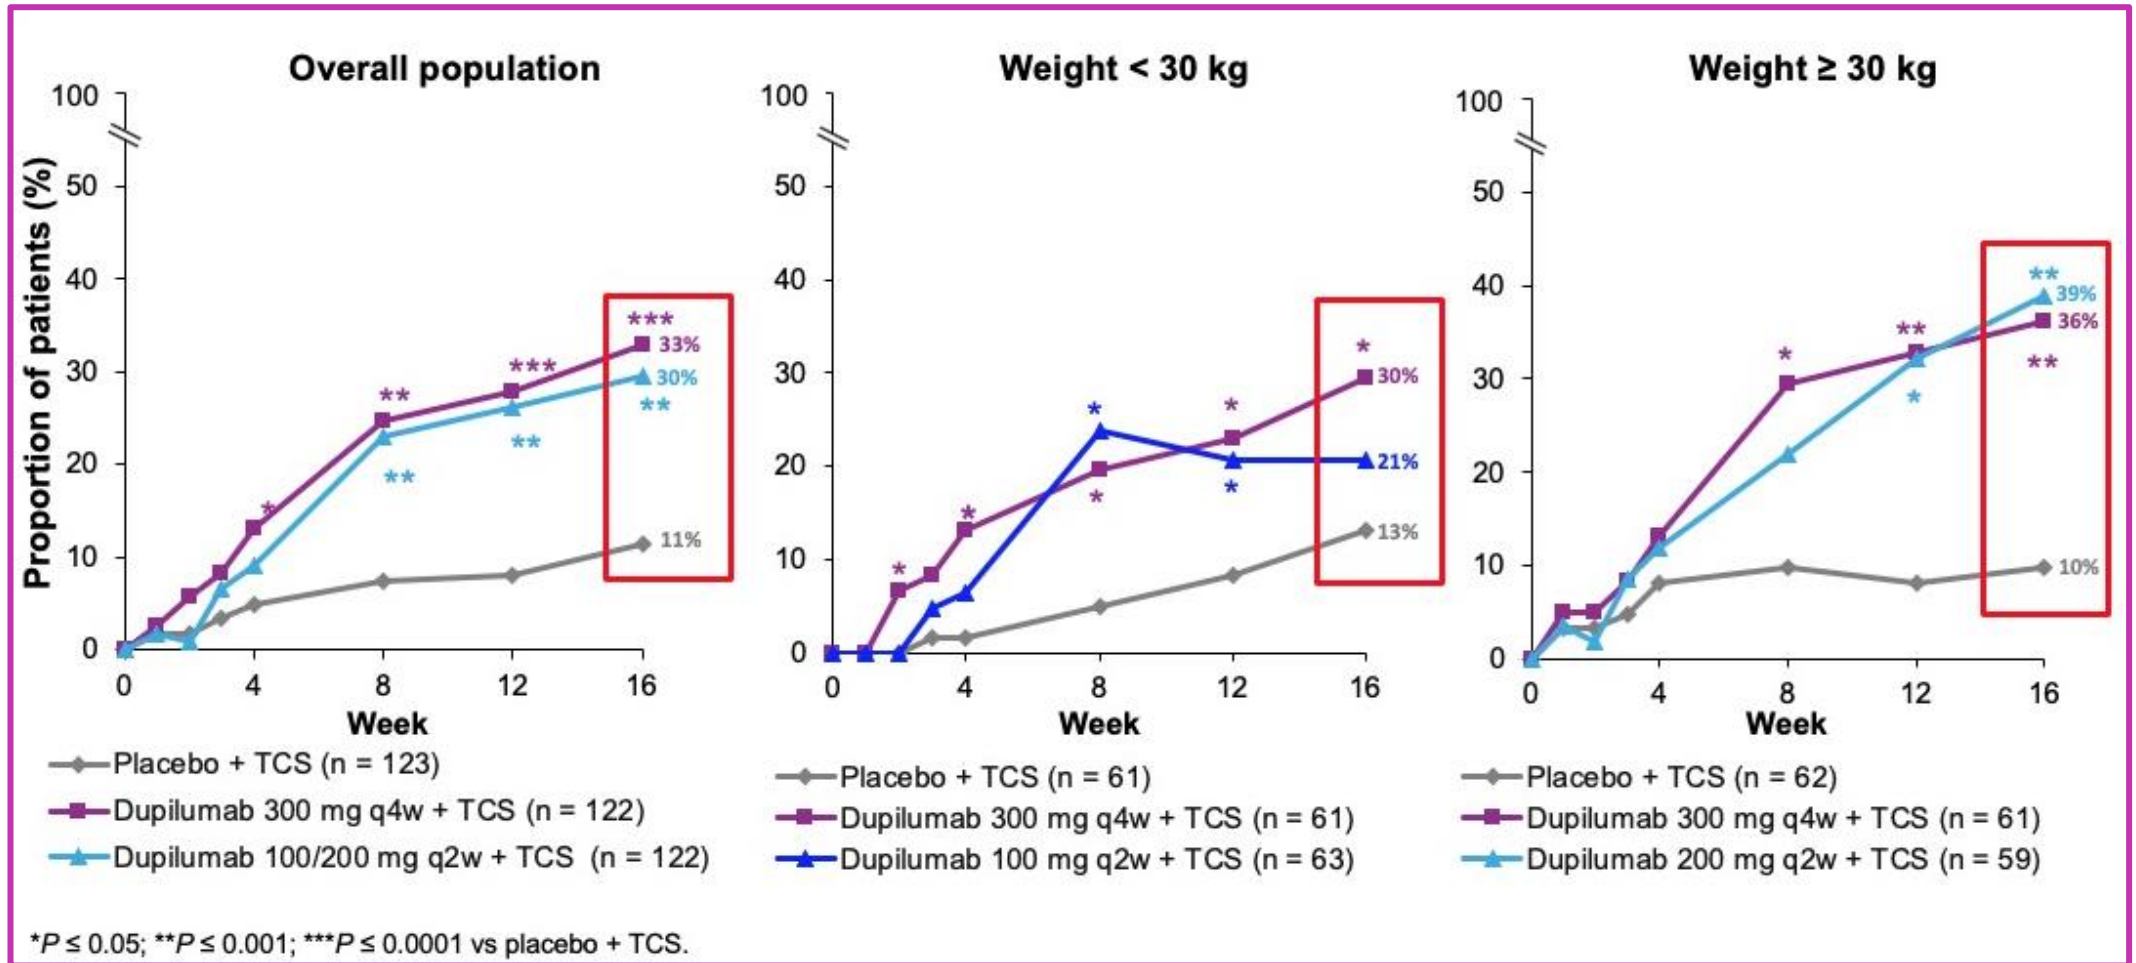 Overall population
Proportion of patients (%)
100
50
40
30
20
10
0
*
**
**
***
**
***
33%
30%
**
11%
0 4 8 12 16
Week
Placebo + TCS (n = 123)
Dupilumab 300 mg q4w + TCS (n = 122)
Dupilumab 100/200 mg q2w + TCS (n = 122)
Weight < 30 kg
100
50
40
30
20
10
0
*
*
*
*
*
*
*
30%
21%
13%
0 4 8 12 16
Week
Placebo + TCS (n = 61)
Dupilumab 300 mg q4w + TCS (n = 61)
Dupilumab 100 mg q2w + TCS (n = 63)
Weight ≥ 30 kg
100
50
40
30
20
10
0
*
**
*
**
39%
36%
**
10%
0 4 8 12 16
Week
Placebo + TCS (n = 62)
Dupilumab 300 mg q4w + TCS (n = 61)
Dupilumab 200 mg q2w + TCS (n = 59)
*P ≤ 0.05; **P ≤ 0.001; ***P ≤ 0.0001 vs placebo + TCS.